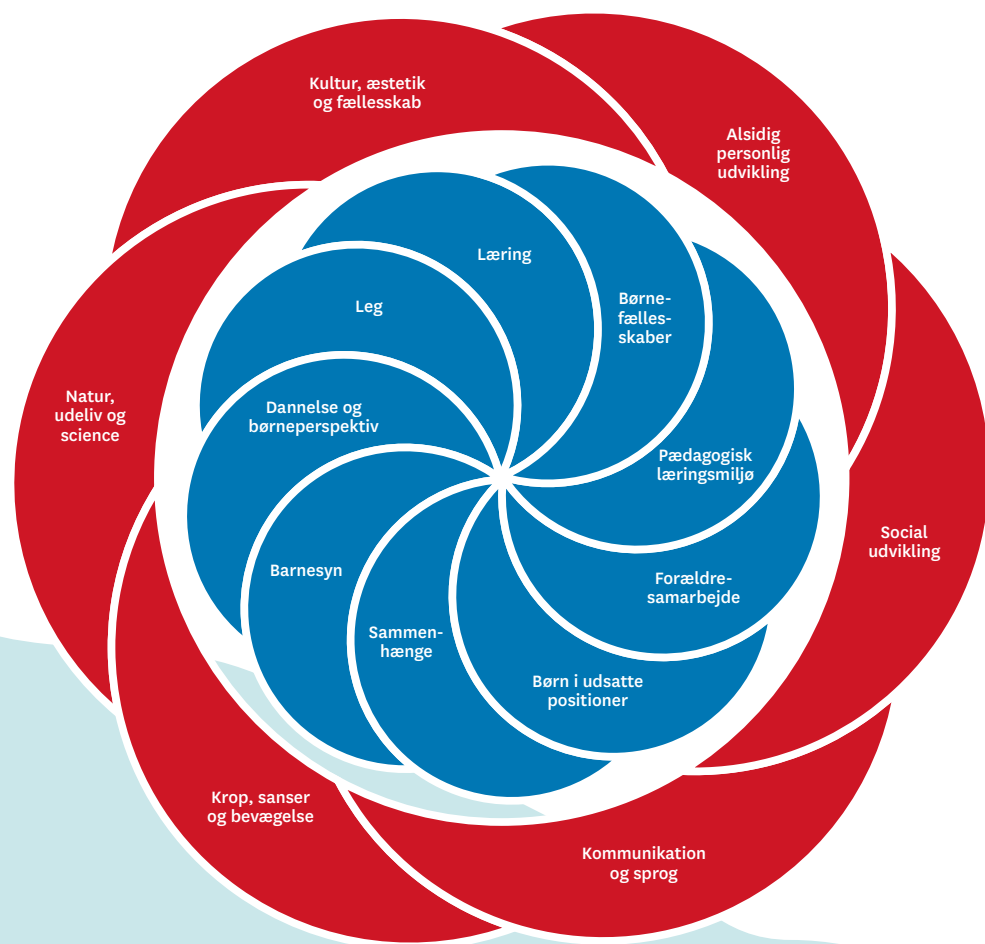 Kultur, æstetik
og fællesskab
Alsidig
personlig
udvikling
Social
udvikling
Kommunikation
og sprog
Krop, sanser
og bevægelse
Natur,
udeliv og
science
Læring
Børne-
fælles-
skaber
Pædagogisk
læringsmiljø
Forældre-
samarbejde
Børn i udsatte
positioner
Sammen-
hænge
Barnesyn
Dannelse og
børneperspektiv
Leg